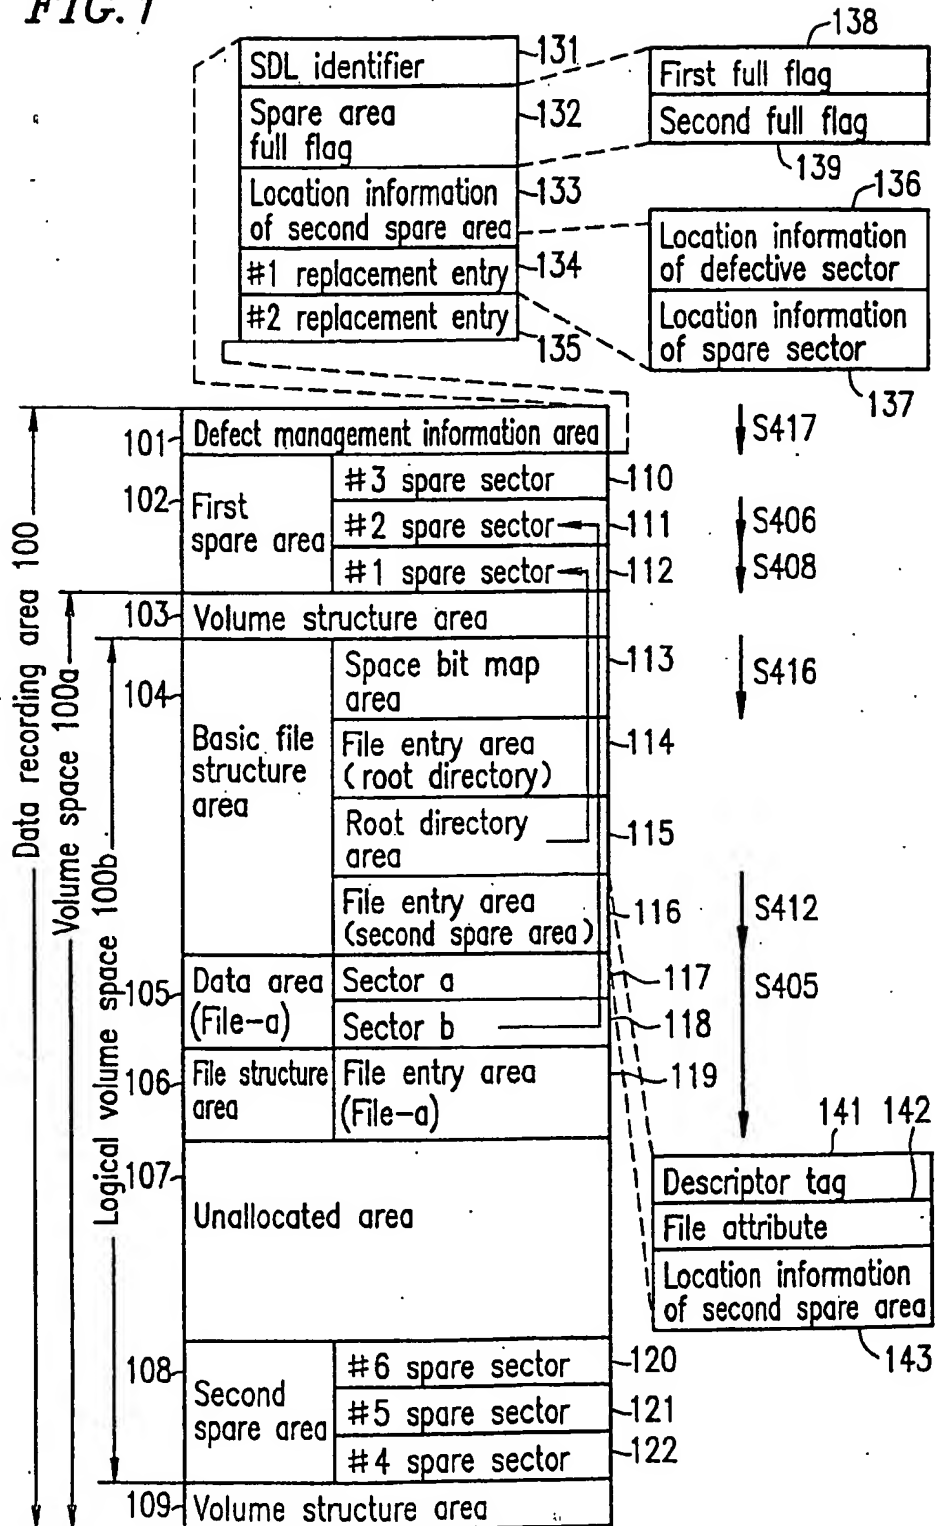 FIG. 1
SDL identifier
131
Spare area
full flag
132
Location information
of second spare area
133
#1 replacement entry
134
#2 replacement entry
135
138
First full flag
Second full flag
139
136
Location information
of defective sector
Location information
of spare sector
137
Data recording area 100
Volume space 100a
Logical volume space 100b
101
Defect management information area
S417
102
First
spare area
#3 spare sector
110
#2 spare sector
111
S406
#1 spare sector
112
S408
103
Volume structure area
104
Basic file
structure
area
Space bit map
area
113
S416
File entry area
(root directory)
114
Root directory
area
115
File entry area
(second spare area)
116
S412
105
Data area
(File-a)
Sector a
117
S405
Sector b
118
106
File structure
area
File entry area
(File-a)
119
107
Unallocated area
141
142
Descriptor tag
File attribute
Location information
of second spare area
143
108
Second
spare area
#6 spare sector
120
#5 spare sector
121
#4 spare sector
122
109
Volume structure area